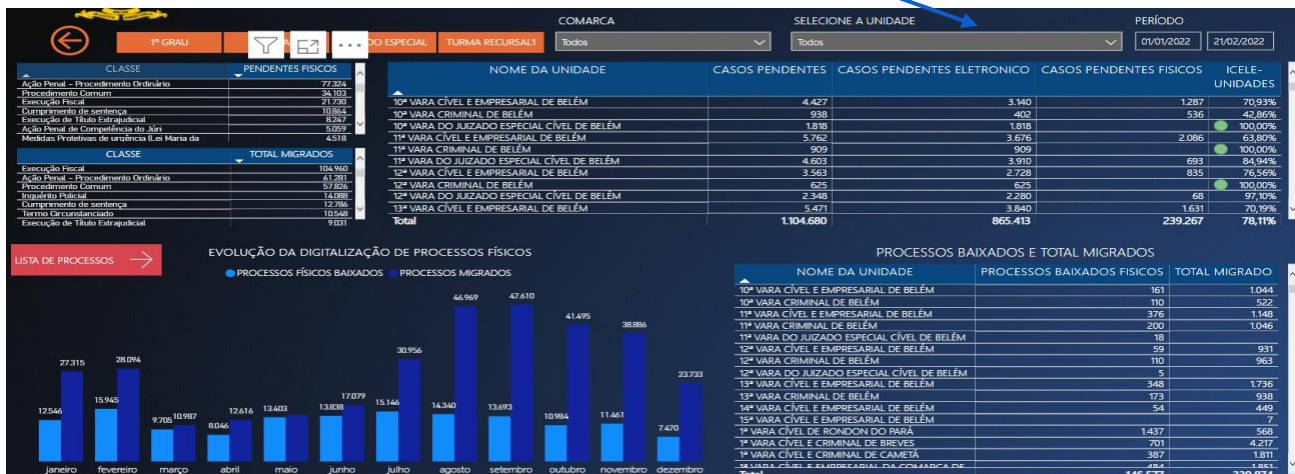 COMARCA SELECIONE A UNIDADE PERÍODO
1º GRAU ESPECIAL TURMA RECURSAL1 Todos Todos 01/01/2022 21/02/2022
CLASSE PENDENTES FISICOS
Ação Penal - Procedimento Ordinário 77.324
Procedimento Comum 34.103
Execução Fiscal 21.730
Cumprimento de sentença 10.864
Execução de Título Extrajudicial 8.247
Ação Penal de Competência do Júri 5.059
Medidas Protetivas de urgência (Lei Maria da 4.518
CLASSE TOTAL MIGRADOS
Execução Fiscal 104.960
Ação Penal - Procedimento Ordinário 61.281
Procedimento Comum 57.826
Inquérito Policial 14.088
Cumprimento de sentença 12.786
Termo Circunstanciado 10.548
Execução de Título Extrajudicial 9.031
NOME DA UNIDADE CASOS PENDENTES CASOS PENDENTES ELETRONICO CASOS PENDENTES FISICOS ICELE-
UNIDADES
10ª VARA CÍVEL E EMPRESARIAL DE BELÉM 4.427 3.140 1.287 70,93%
10ª VARA CRIMINAL DE BELÉM 938 402 536 42,86%
10ª VARA DO JUIZADO ESPECIAL CÍVEL DE BELÉM 1.818 1.818 100,00%
11ª VARA CÍVEL E EMPRESARIAL DE BELÉM 5.762 3.676 2.086 63,80%
11ª VARA CRIMINAL DE BELÉM 909 909 100,00%
11ª VARA DO JUIZADO ESPECIAL CÍVEL DE BELÉM 4.603 3.910 693 84,94%
12ª VARA CÍVEL E EMPRESARIAL DE BELÉM 3.563 2.728 835 76,56%
12ª VARA CRIMINAL DE BELÉM 625 625 100,00%
12ª VARA DO JUIZADO ESPECIAL CÍVEL DE BELÉM 2.348 2.280 68 97,10%
13ª VARA CÍVEL E EMPRESARIAL DE BELÉM 5.471 3.840 1.631 70,19%
Total 1.104.680 865.413 239.267 78,11%
LISTA DE PROCESSOS
EVOLUÇÃO DA DIGITALIZAÇÃO DE PROCESSOS FÍSICOS
PROCESSOS FÍSICOS BAIXADOS PROCESSOS MIGRADOS
12.546 27.315 15.945 28.094 9.705 10.987 8.046 12.616 13.403 13.838 17.079 15.146 30.956 14.340 46.969 13.693 47.610 10.984 41.495 11.461 38.886 7.470 23.733
janeiro fevereiro março abril maio junho julho agosto setembro outubro novembro dezembro
PROCESSOS BAIXADOS E TOTAL MIGRADO
NOME DA UNIDADE PROCESSOS BAIXADOS FISICOS TOTAL MIGRADO
10ª VARA CÍVEL E EMPRESARIAL DE BELÉM 161 1.044
10ª VARA CRIMINAL DE BELÉM 110 522
11ª VARA CÍVEL E EMPRESARIAL DE BELÉM 376 1.148
11ª VARA CRIMINAL DE BELÉM 200 1.046
11ª VARA DO JUIZADO ESPECIAL CÍVEL DE BELÉM 18
12ª VARA CÍVEL E EMPRESARIAL DE BELÉM 59 931
12ª VARA CRIMINAL DE BELÉM 110 963
12ª VARA DO JUIZADO ESPECIAL CÍVEL DE BELÉM 5
13ª VARA CÍVEL E EMPRESARIAL DE BELÉM 348 1.736
13ª VARA CRIMINAL DE BELÉM 173 938
14ª VARA CÍVEL E EMPRESARIAL DE BELÉM 54 449
15ª VARA CÍVEL E EMPRESARIAL DE BELÉM 7
1ª VARA CÍVEL DE RONDON DO PARÁ 1.437 568
1ª VARA CÍVEL E CRIMINAL DE BREVES 701 4.217
1ª VARA CÍVEL E CRIMINAL DE CAMETÁ 387 1.811
1ª VARA CÍVEL E EMPRESARIAL DA COMARCA DE 484 1.851
Total